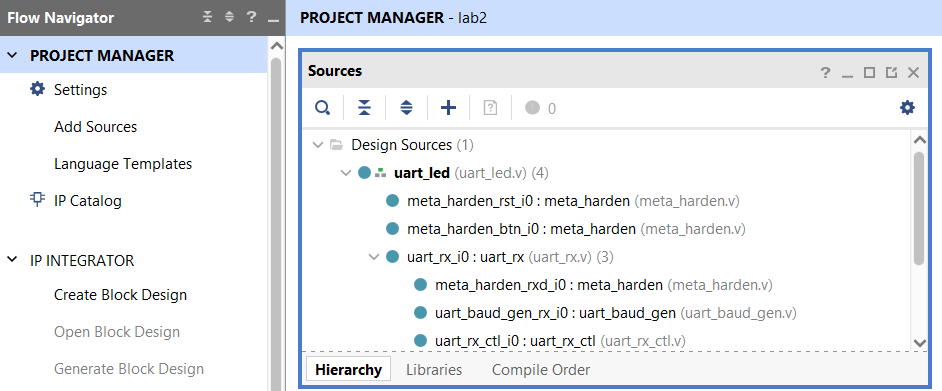 Flow Navigator
PROJECT MANAGER
Settings
Add Sources
Language Templates
IP Catalog
IP INTEGRATOR
Create Block Design
Open Block Design
Generate Block Design
PROJECT MANAGER - lab2
Sources
0
Design Sources (1)
uart_led (uart_led.v) (4)
meta_harden_rst_i0 : meta_harden (meta_harden.v)
meta_harden_btn_i0 : meta_harden (meta_harden.v)
uart_rx_i0 : uart_rx (uart_rx.v) (3)
meta_harden_rxd_i0 : meta_harden (meta_harden.v)
uart_baud_gen_rx_i0 : uart_baud_gen (uart_baud_gen.v)
uart_rx_ctl_i0 : uart_rx_ctl (uart_rx_ctl.v)
Hierarchy Libraries Compile Order